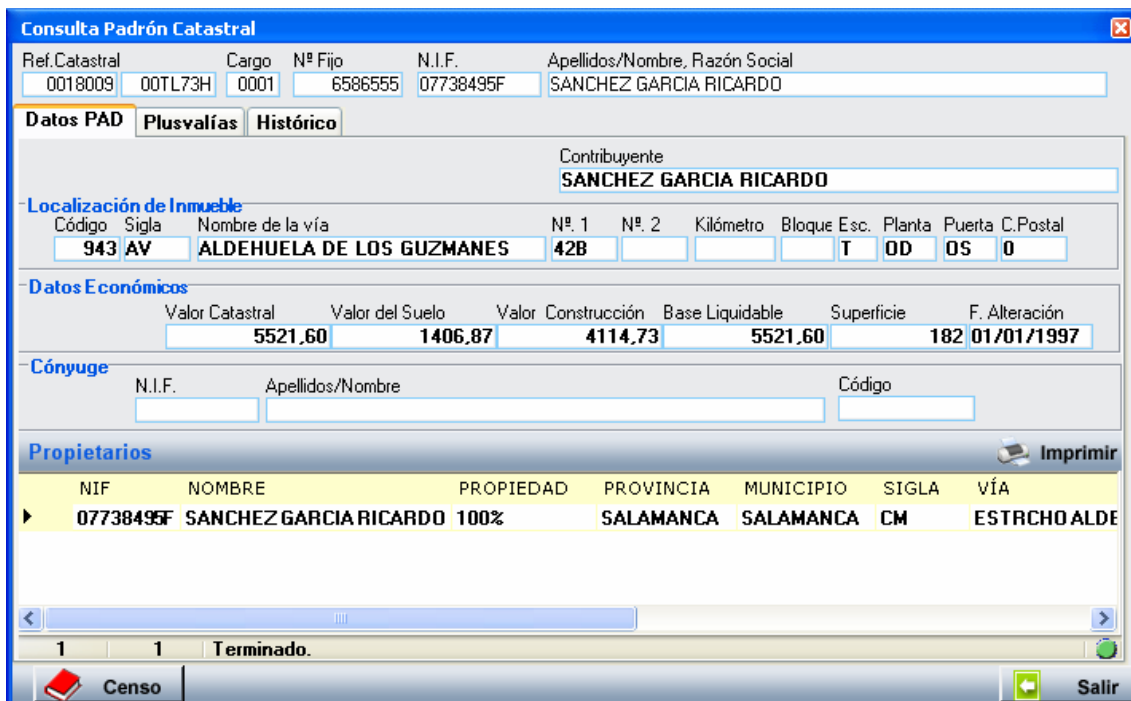 Consulta Padrón Catastral
Ref.Catastral Cargo Nº Fijo N.I.F. Apellidos/Nombre, Razón Social
0018009 00TL73H 0001 6586555 07738495F SANCHEZ GARCIA RICARDO
Datos PAD Plusvalías Histórico
Contribuyente
SANCHEZ GARCIA RICARDO
Localización de Inmueble
Código Sigla Nombre de la vía Nº. 1 Nº. 2 Kilómetro Bloque Esc. Planta Puerta C.Postal
943 AV ALDEHUELA DE LOS GUZMANES 42B T OD OS 0
Datos Económicos
Valor Catastral Valor del Suelo Valor Construcción Base Liquidable Superficie F. Alteración
5521,60 1406,87 4114,73 5521,60 182 01/01/1997
Cónyuge
N.I.F. Apellidos/Nombre Código
Propietarios Imprimir
NIF NOMBRE PROPIEDAD PROVINCIA MUNICIPIO SIGLA VÍA
07738495F SANCHEZ GARCIA RICARDO 100% SALAMANCA SALAMANCA CM ESTRCHO ALDE
1 1 Terminado.
Censo Salir